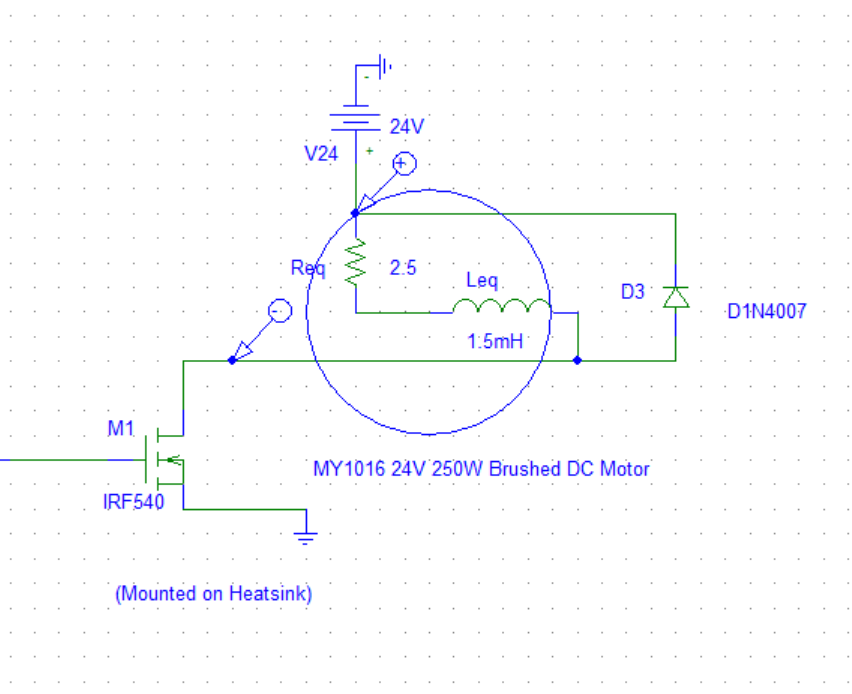 -
24V
V24
+
+
Req
2.5
Leq
D3
D1N4007
-
1.5mH
M1
MY1016 24V 250W Brushed DC Motor
IRF540
(Mounted on Heatsink)